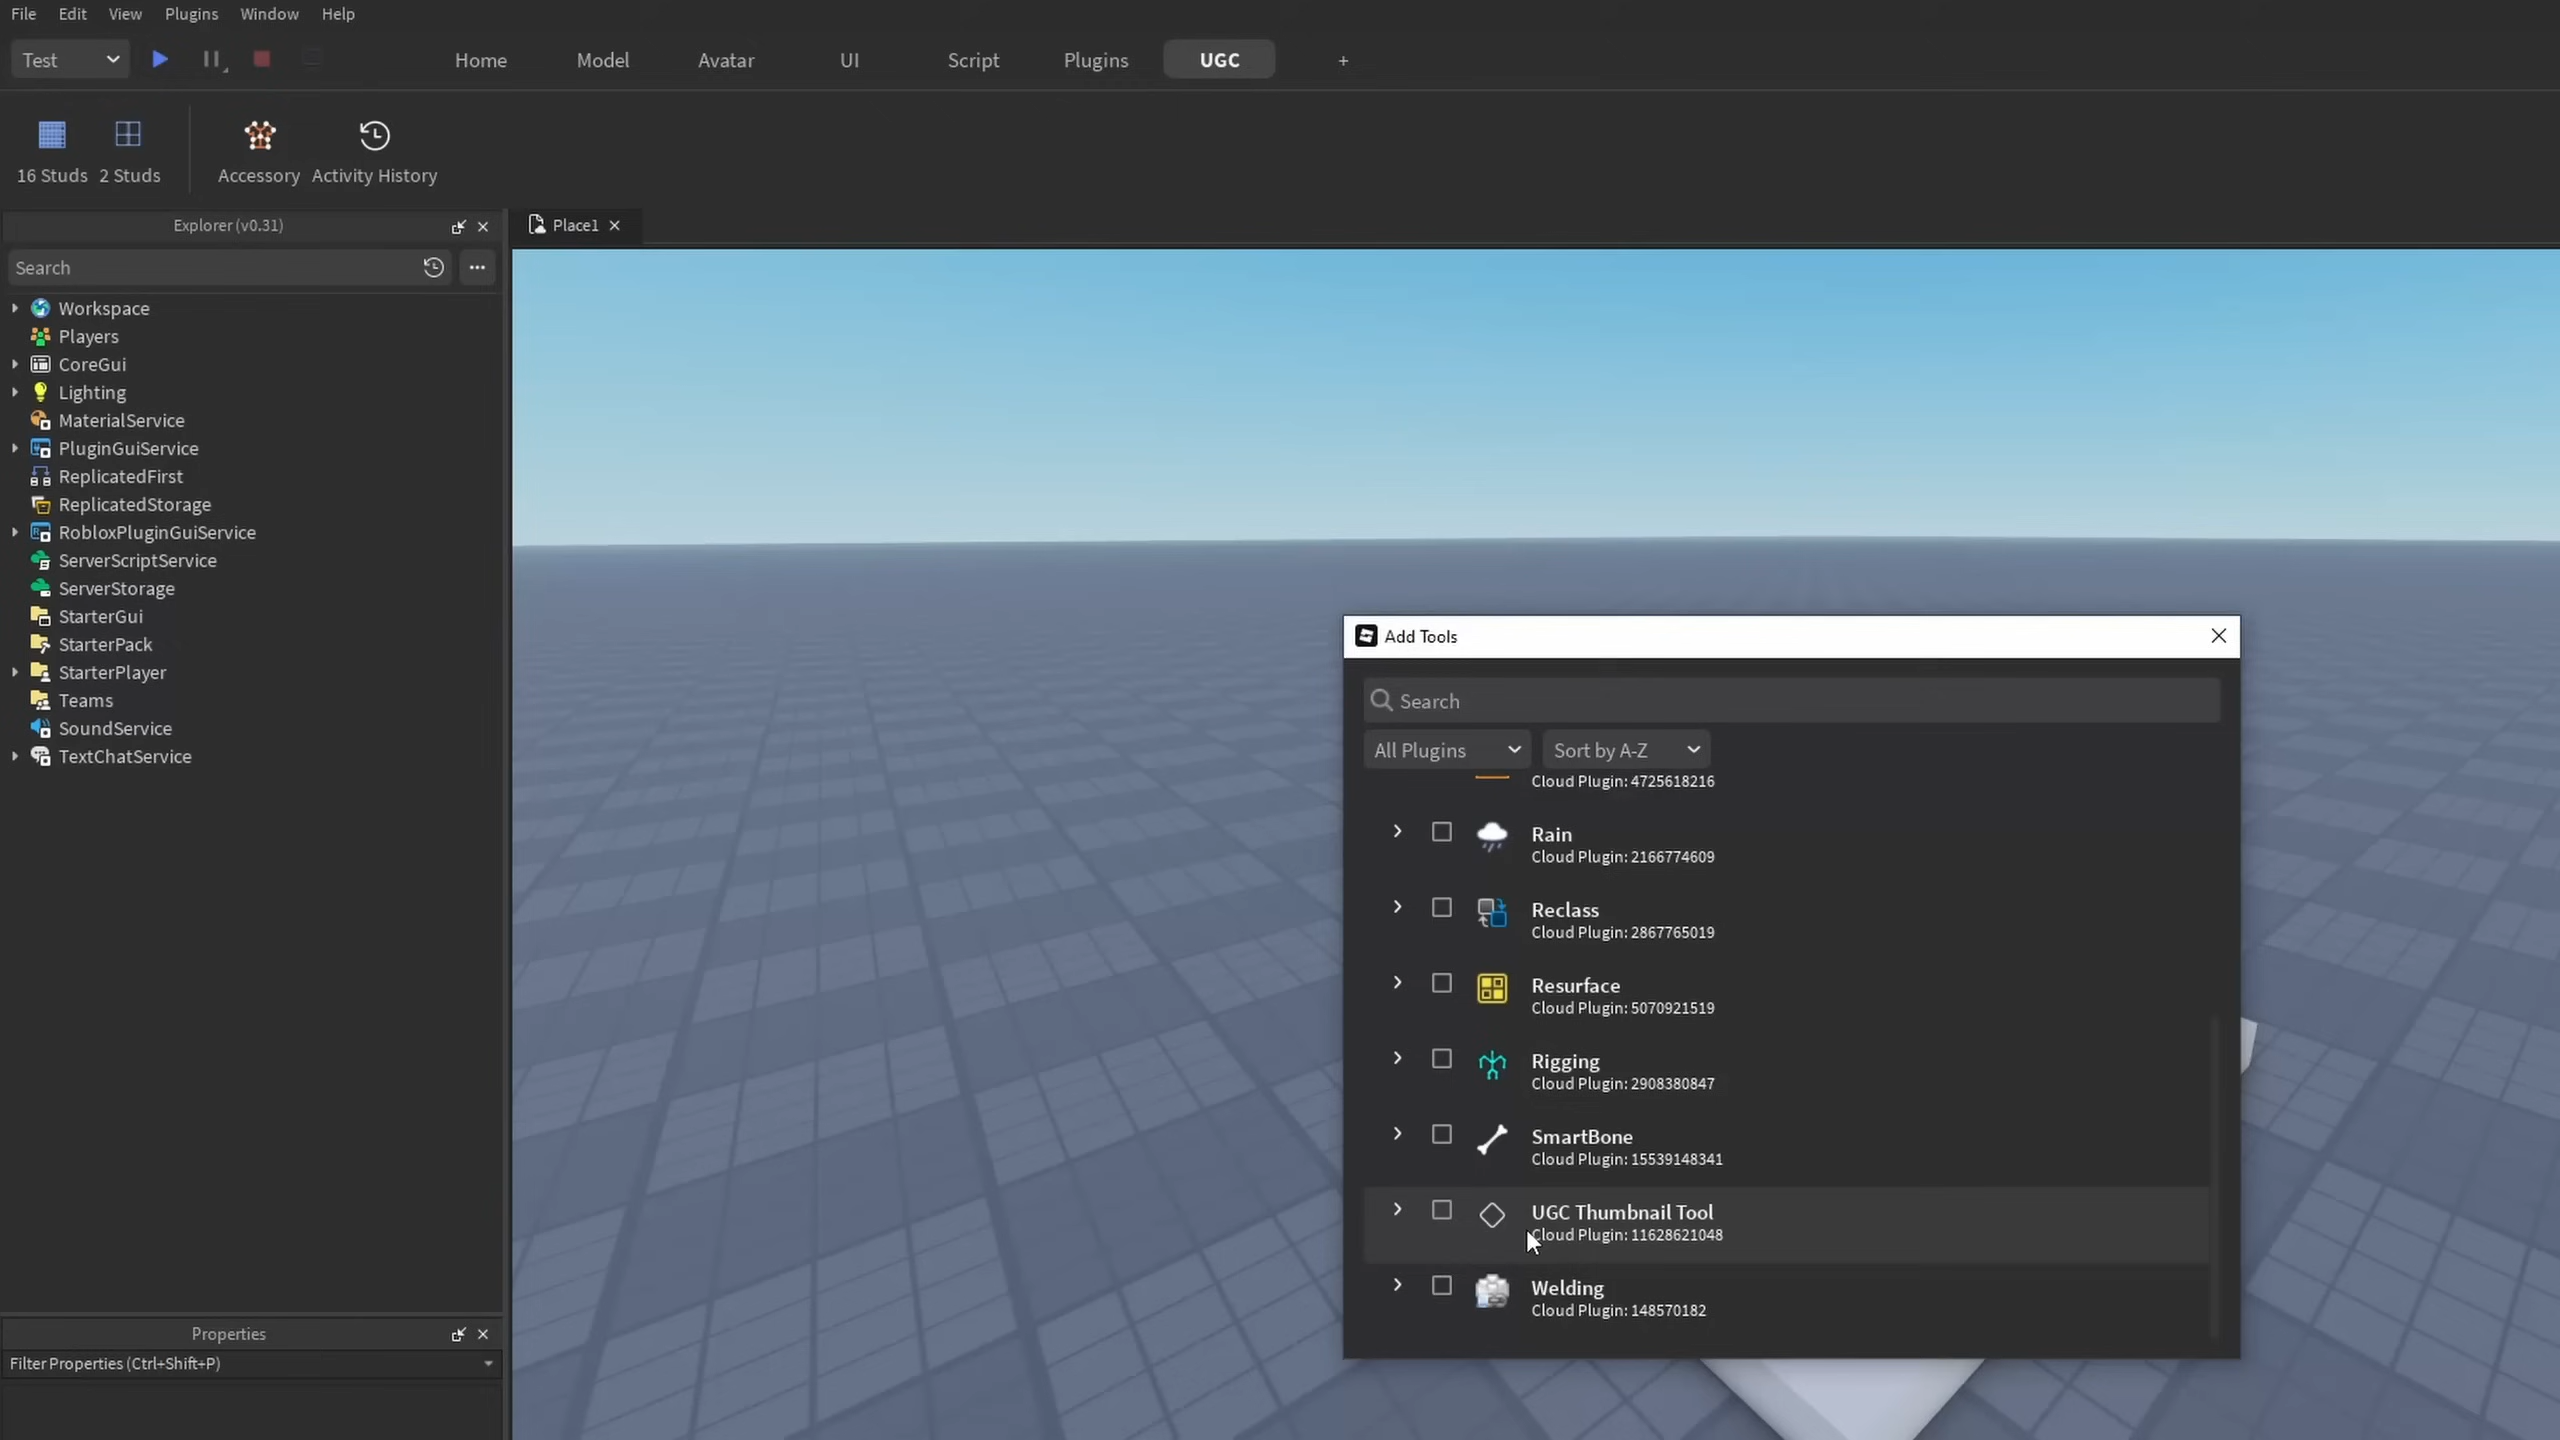 File Edit View Plugins Window Help
Test Home Model Avatar UI Script Plugins UGC +
16 Studs 2 Studs Accessory Activity History
Explorer (v0.31)
Place1
Search
Workspace
Players
CoreGui
Lighting
MaterialService
PluginGuiService
ReplicatedFirst
ReplicatedStorage
RobloxPluginGuiService
ServerScriptService
ServerStorage
StarterGui
StarterPack
StarterPlayer
Teams
SoundService
TextChatService
Properties
Filter Properties (Ctrl+Shift+P)
Add Tools
Search
All Plugins Sort by A-Z
Cloud Plugin: 4725618216
Rain
Cloud Plugin: 2166774609
Reclass
Cloud Plugin: 2867765019
Resurface
Cloud Plugin: 5070921519
Rigging
Cloud Plugin: 2908380847
SmartBone
Cloud Plugin: 15539148341
UGC Thumbnail Tool
Cloud Plugin: 11628621048
Welding
Cloud Plugin: 148570182